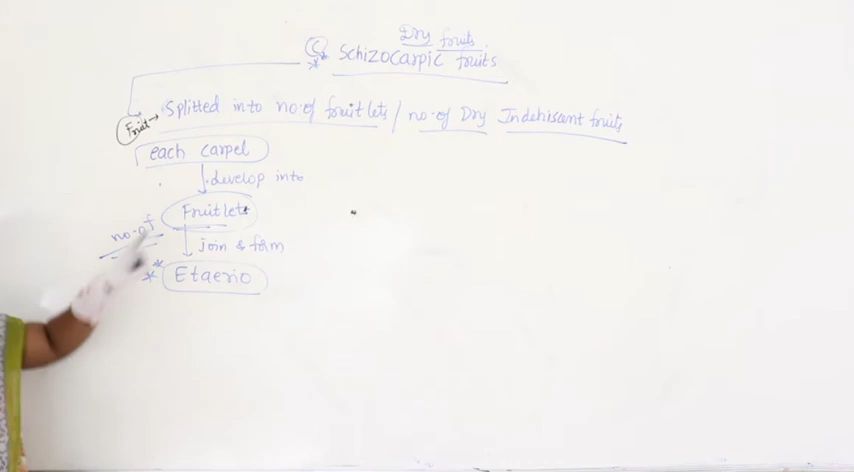 Dry fruits
(C) Schizocarpic fruits
Fruit → Splitted into no. of fruitlets / no. of Dry Indehiscant fruits
each carpel
develop into
no. of Fruitlets
join & form
Etaerio